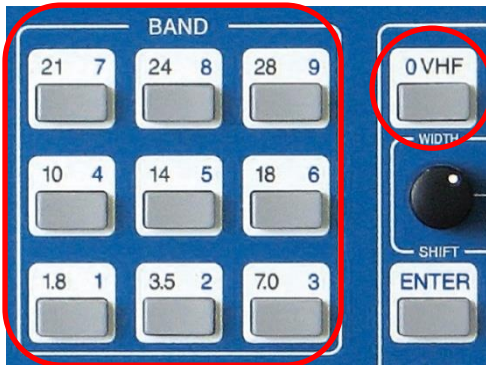 BAND
21 7 24 8 28 9 0 VHF
WIDTH
10 4 14 5 18 6
SHIFT
1.8 1 3.5 2 7.0 3 ENTER